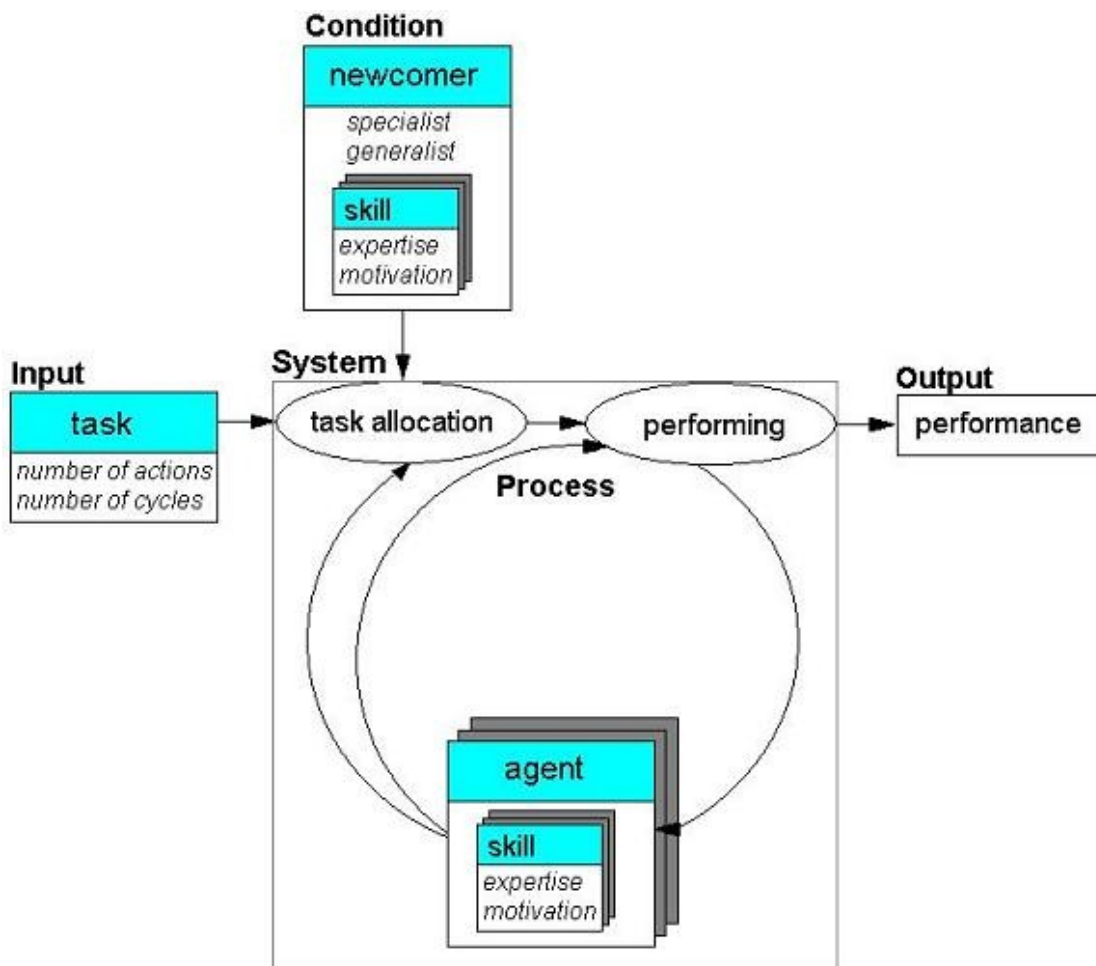 Condition
newcomer
specialist
generalist
skill
expertise
motivation
Input
task
number of actions
number of cycles
System
task allocation
performing
Process
Output
performance
agent
skill
expertise
motivation